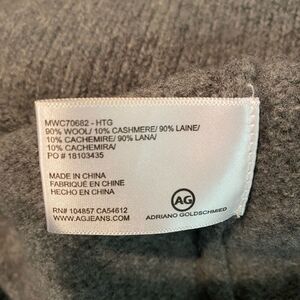 MWC70682 - HTG
90% WOOL/ 10% CASHMERE/ 90% LAINE/
10% CACHEMIRE/ 90% LANA/
10% CACHEMIRA/
PO # 18103435
MADE IN CHINA
FABRIQUÉ EN CHINE
HECHO EN CHINA
AG
ADRIANO GOLDSCHMIED
RN# 104857 CA54612
WWW.AGJEANS.COM